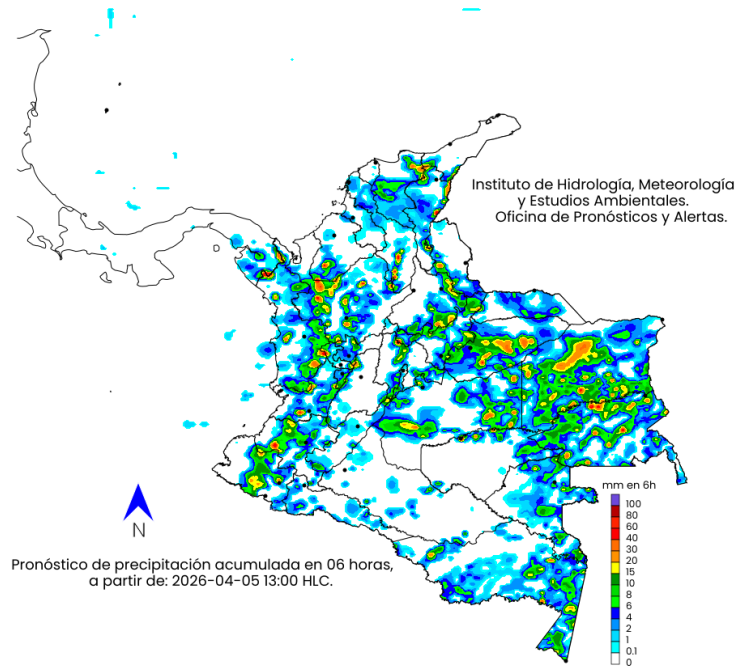 Instituto de Hidrología, Meteorología
y Estudios Ambientales.
Oficina de Pronósticos y Alertas.
mm en 6h
100
80
60
40
30
20
15
10
8
6
4
2
1
0.1
0
N
Pronóstico de precipitación acumulada en 06 horas,
a partir de: 2026-04-05 13:00 HLC.